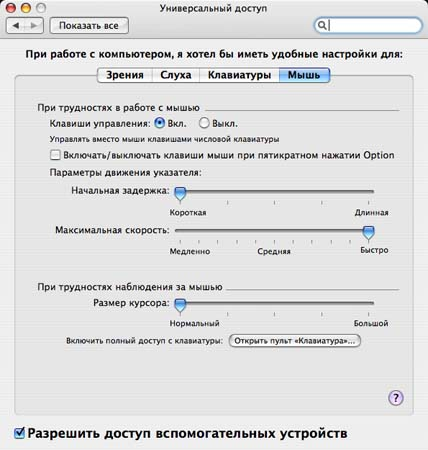 Универсальный доступ
Показать все
При работе с компьютером, я хотел бы иметь удобные настройки для:
Зрения Слуха Клавиатуры Мышь
При трудностях в работе с мышью
Клавиши управления: Вкл. Выкл.
Управлять вместо мыши клавишами числовой клавиатуры
Включать/выключать клавиши мыши при пятикратном нажатии Option
Параметры движения указателя:
Начальная задержка:
Короткая Длинная
Максимальная скорость:
Медленно Средняя Быстро
При трудностях наблюдения за мышью
Размер курсора:
Нормальный Большой
Включить полный доступ с клавиатуры: Открыть пульт «Клавиатура»...
?
Разрешить доступ вспомогательных устройств